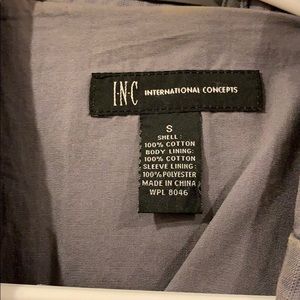 I·N·C INTERNATIONAL CONCEPTS
S
SHELL:
100% COTTON
BODY LINING:
100% COTTON
SLEEVE LINING:
100% POLYESTER
MADE IN CHINA
WPL 8046